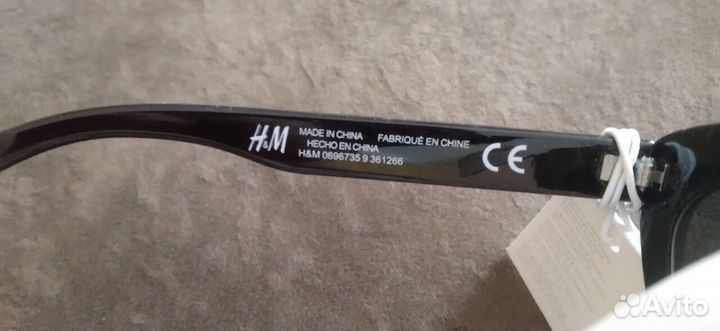 H&M
MADE IN CHINA FABRIQUÉ EN CHINE
HECHO EN CHINA
H&M 0696735 9 361266
CE
Avito